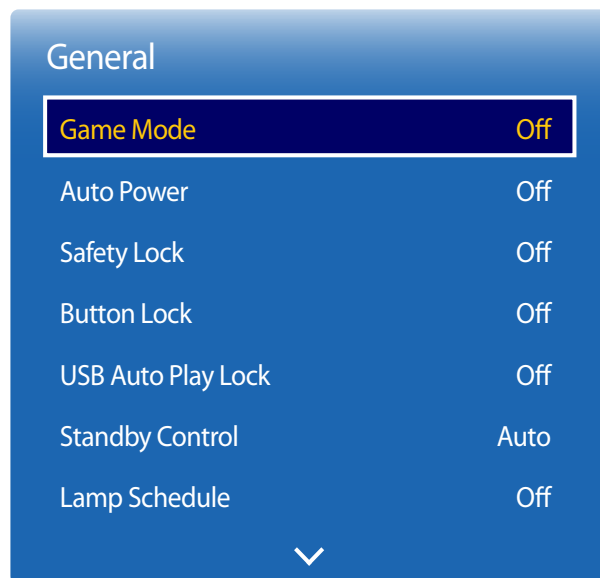 General
Game Mode Off
Auto Power Off
Safety Lock Off
Button Lock Off
USB Auto Play Lock Off
Standby Control Auto
Lamp Schedule Off